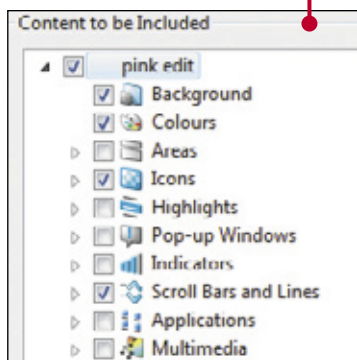 Content to be Included
pink edit
Background
Colours
Areas
Icons
Highlights
Pop-up Windows
Indicators
Scroll Bars and Lines
Applications
Multimedia